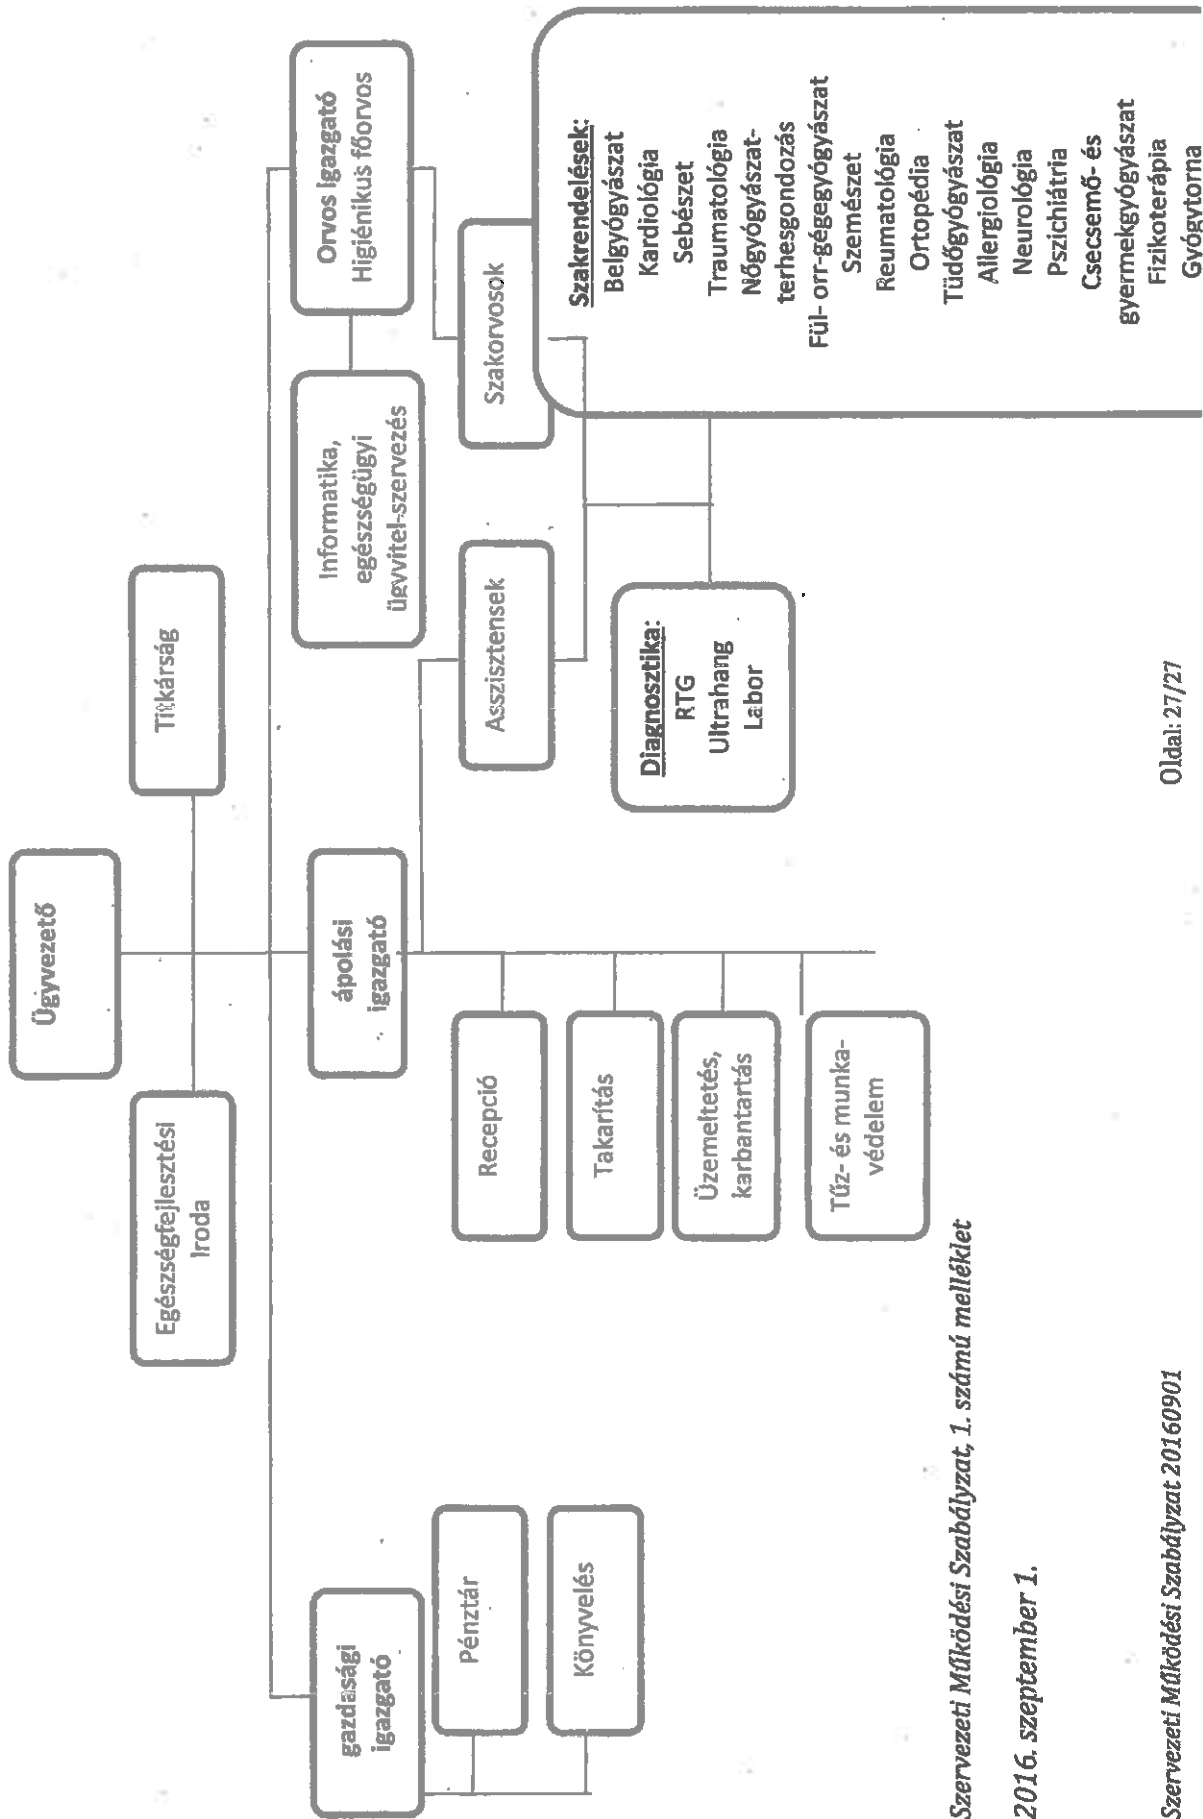 Ügyvezető
Titkárság
Egészségfejlesztési
Iroda
gazdasági
igazgató
Pénztár
Könyvelés
ápolási
igazgató
Recepció
Takarítás
Üzemeltetés,
karbantartás
Tűz- és munka-
védelem
Orvos Igazgató
Higiénikus főorvos
Informatika,
egészségügyi
ügyvitel-szervezés
Asszisztensek
Szakorvosok
Diagnosztika:
RTG
Ultrahang
Labor
Szakrendelések:
Belgyógyászat
Kardiológia
Sebészet
Traumatológia
Nőgyógyászat-
terhesgondozás
Fül- orr-gégegyógyászat
Szemészet
Reumatológia
Ortopédia
Tüdőgyógyászat
Allergiológia
Neurológia
Pszichiátria
Csecsemő- és
gyermekgyógyászat
Fizikoterápia
Gyógytorna
Szervezeti Működési Szabályzat, 1. számú melléklet
2016. szeptember 1.
Szervezeti Működési Szabályzat 20160901
Oldal: 27/27